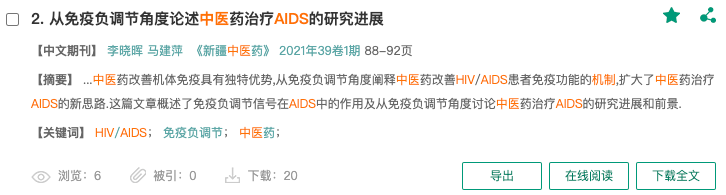 2. 从免疫负调节角度论述中医药治疗AIDS的研究进展
【中文期刊】 李晓晖 马建萍 《新疆中医药》 2021年39卷1期 88-92页
【摘要】 ...中医药改善机体免疫具有独特优势,从免疫负调节角度阐释中医药改善HIV/AIDS患者免疫功能的机制,扩大了中医药治疗
AIDS的新思路.这篇文章概述了免疫负调节信号在AIDS中的作用及从免疫负调节角度讨论中医药治疗AIDS的研究进展和前景.
【关键词】 HIV/AIDS； 免疫负调节； 中医药；
浏览：6 被引：0 下载：20 导出 在线阅读 下载全文